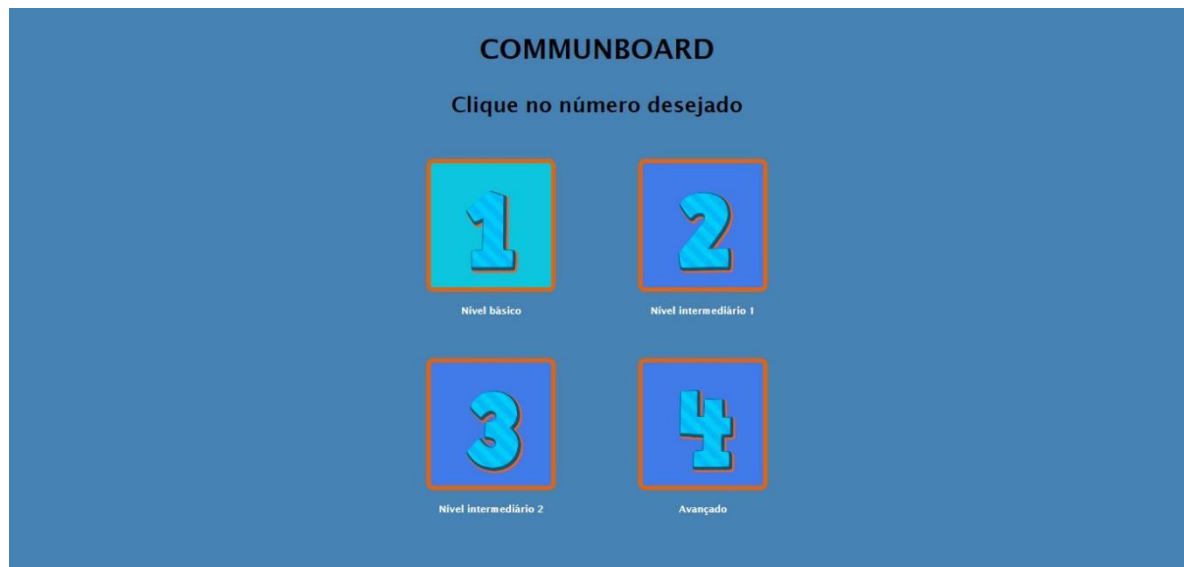 COMMUNBOARD
Clique no número desejado
1
2
Nível básico
Nível intermediário 1
3
4
Nível intermediário 2
Avançado